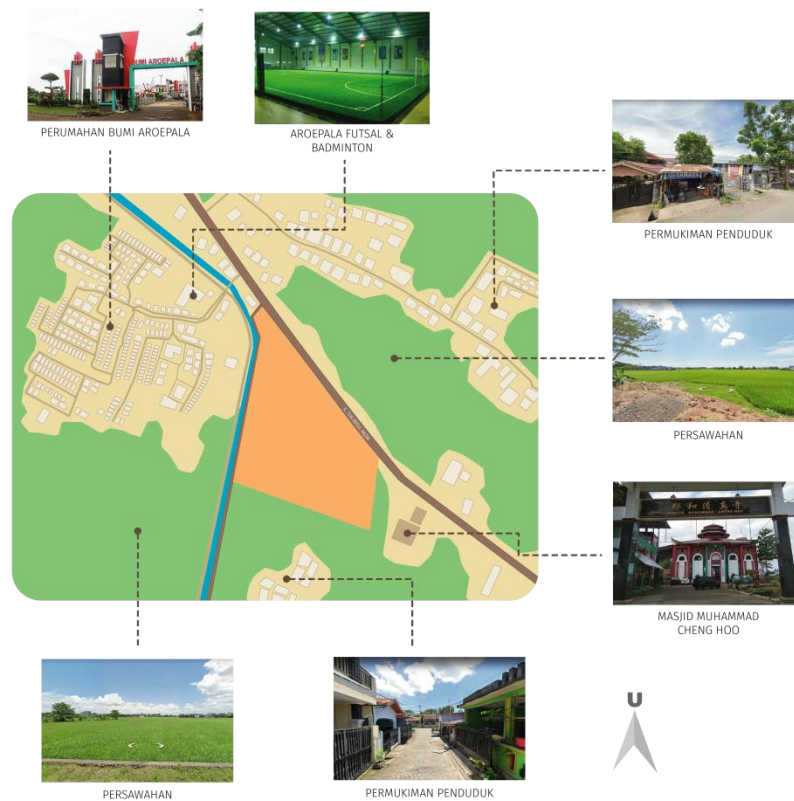 BUMI AROEPALA
PERUMAHAN BUMI AROEPALA
AROEPALA FUTSAL &
BADMINTON
PERMUKIMAN PENDUDUK
PERSAWAHAN
MASJID MUHAMMAD
CHENG HOO
U
PERSAWAHAN
PERMUKIMAN PENDUDUK